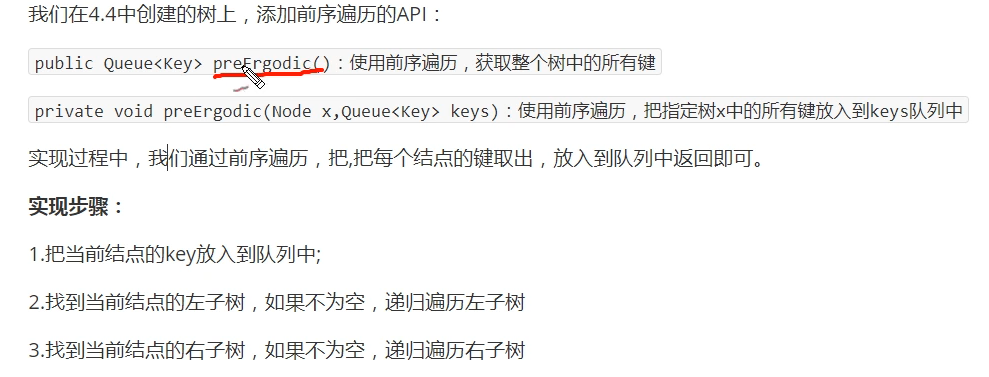 我们在4.4中创建的树上，添加前序遍历的API：
public Queue<Key> preErgodic()：使用前序遍历，获取整个树中的所有键
private void preErgodic(Node x,Queue<Key> keys)：使用前序遍历，把指定树x中的所有键放入到keys队列中
实现过程中，我们通过前序遍历，把,把每个结点的键取出，放入到队列中返回即可。
实现步骤：
1.把当前结点的key放入到队列中;
2.找到当前结点的左子树，如果不为空，递归遍历左子树
3.找到当前结点的右子树，如果不为空，递归遍历右子树